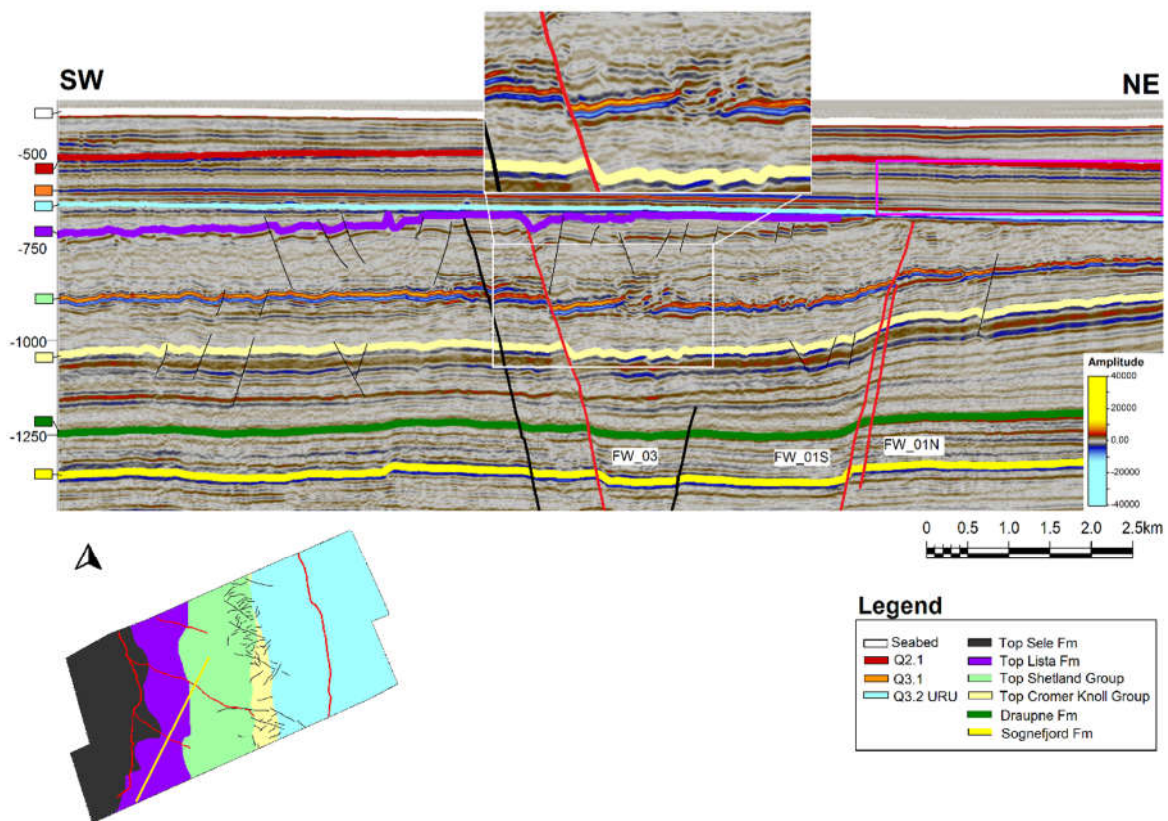 SW
NE
-500
-750
-1000
-1250
FW_03
FW_01S
FW_01N
Amplitude
40000
20000
0.00
-20000
-40000
0 0.5 1.0 1.5 2.0 2.5km
Legend
Seabed
Q2.1
Q3.1
Q3.2 URU
Top Sele Fm
Top Lista Fm
Top Shetland Group
Top Cromer Knoll Group
Draupne Fm
Sognefjord Fm